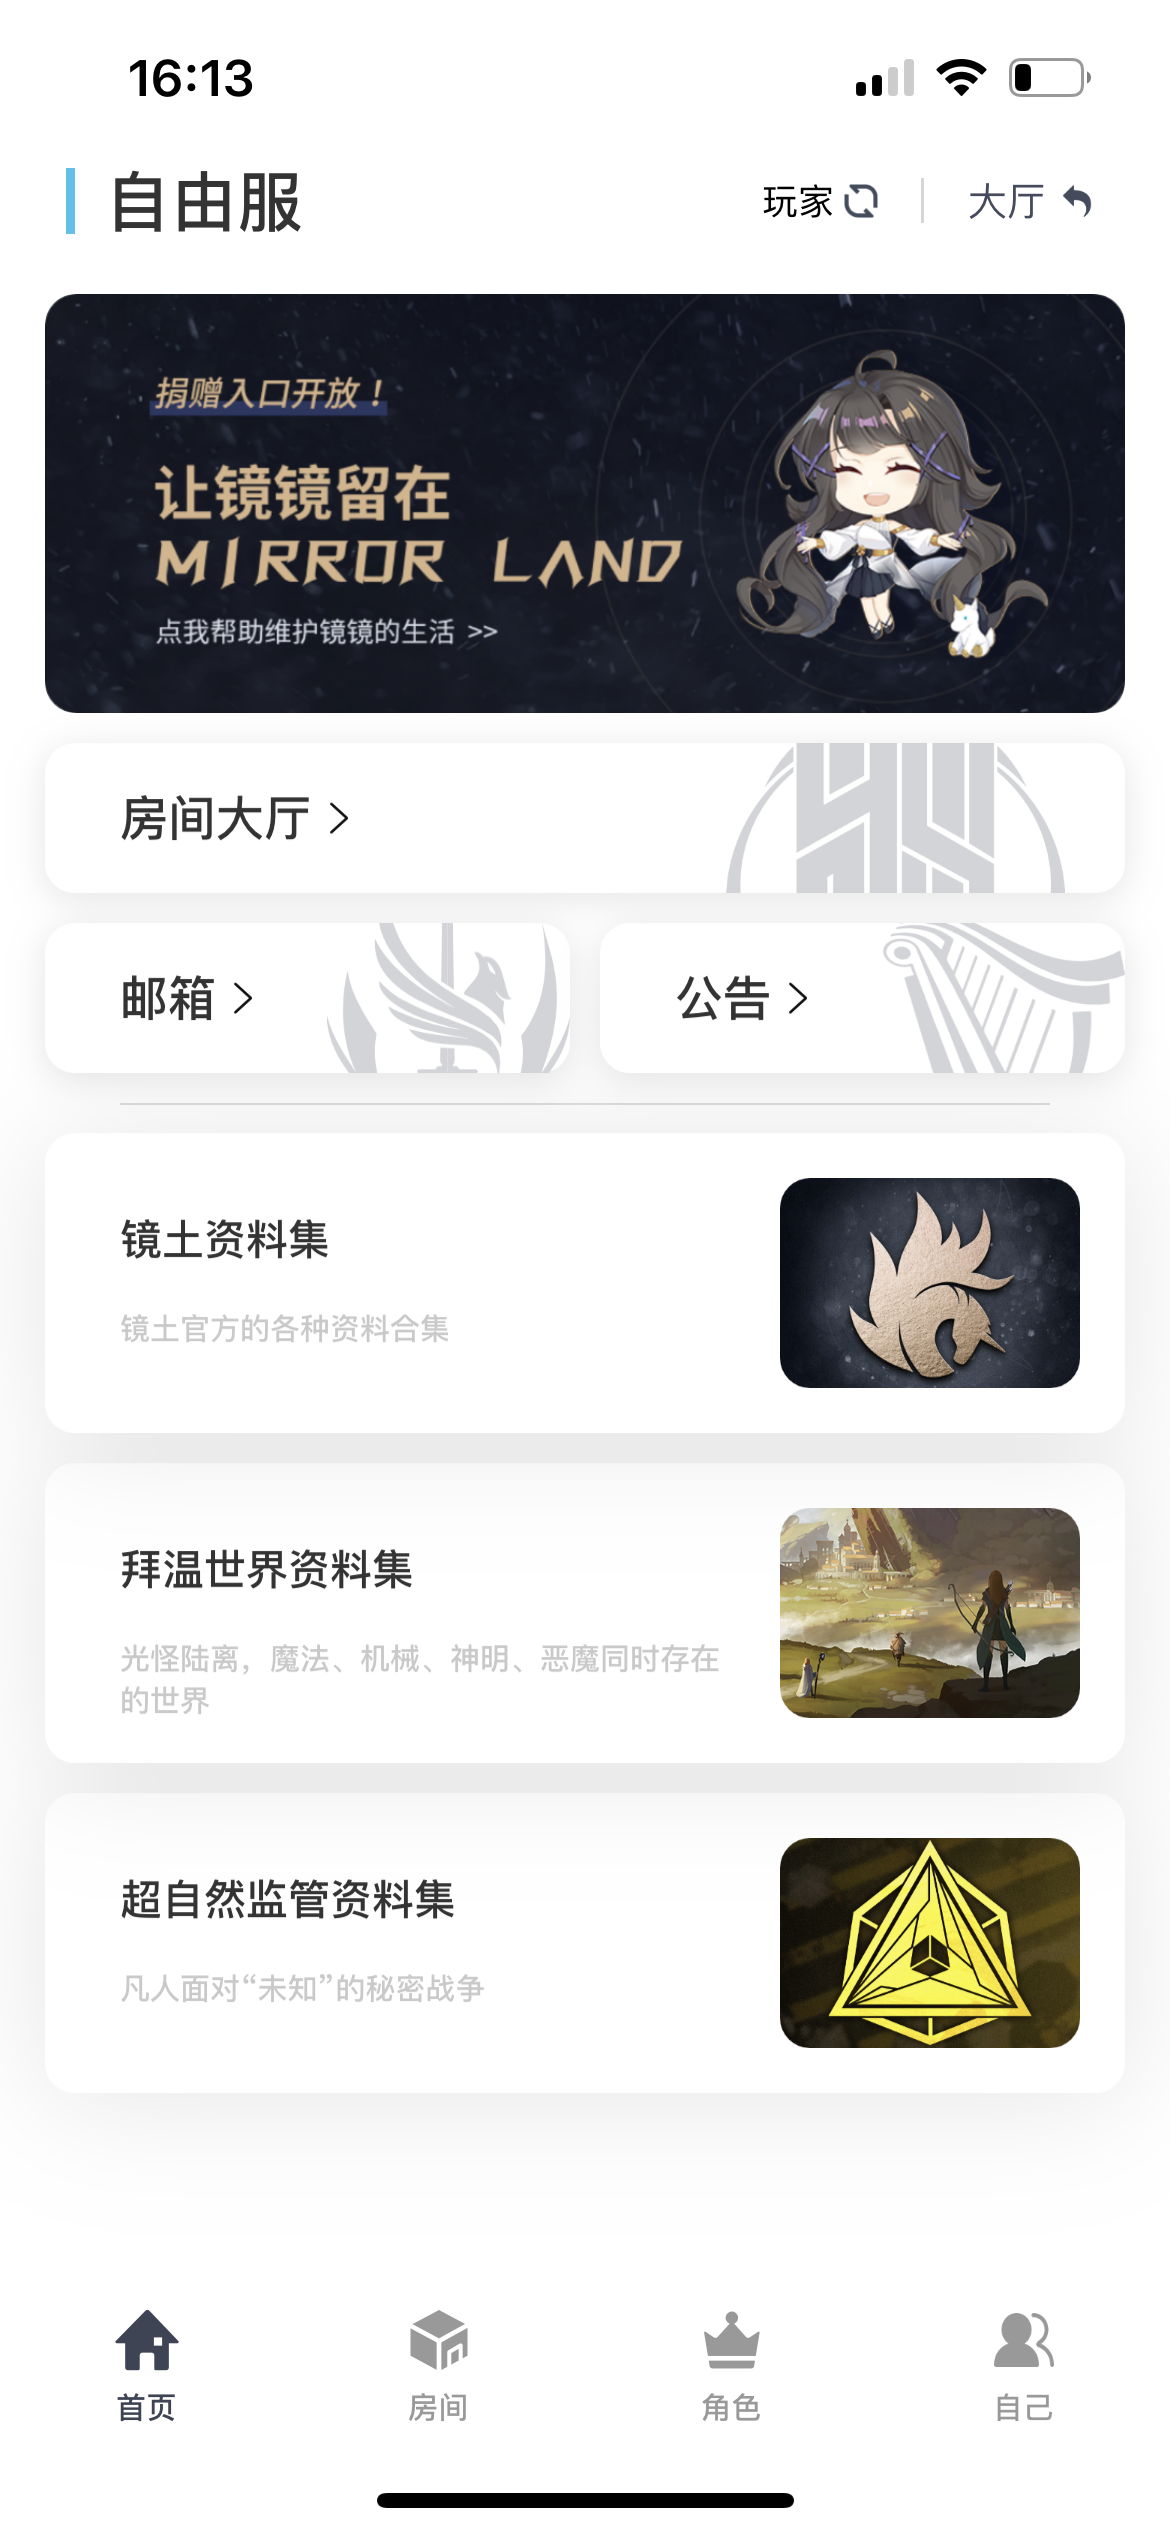 16:13
自由服
玩家
大厅
捐赠入口开放！
让镜镜留在
MIRROR LAND
点我帮助维护镜镜的生活 >>
房间大厅
邮箱
公告
镜土资料集
镜土官方的各种资料合集
拜温世界资料集
光怪陆离，魔法、机械、神明、恶魔同时存在
的世界
超自然监管资料集
凡人面对“未知”的秘密战争
首页
房间
角色
自己